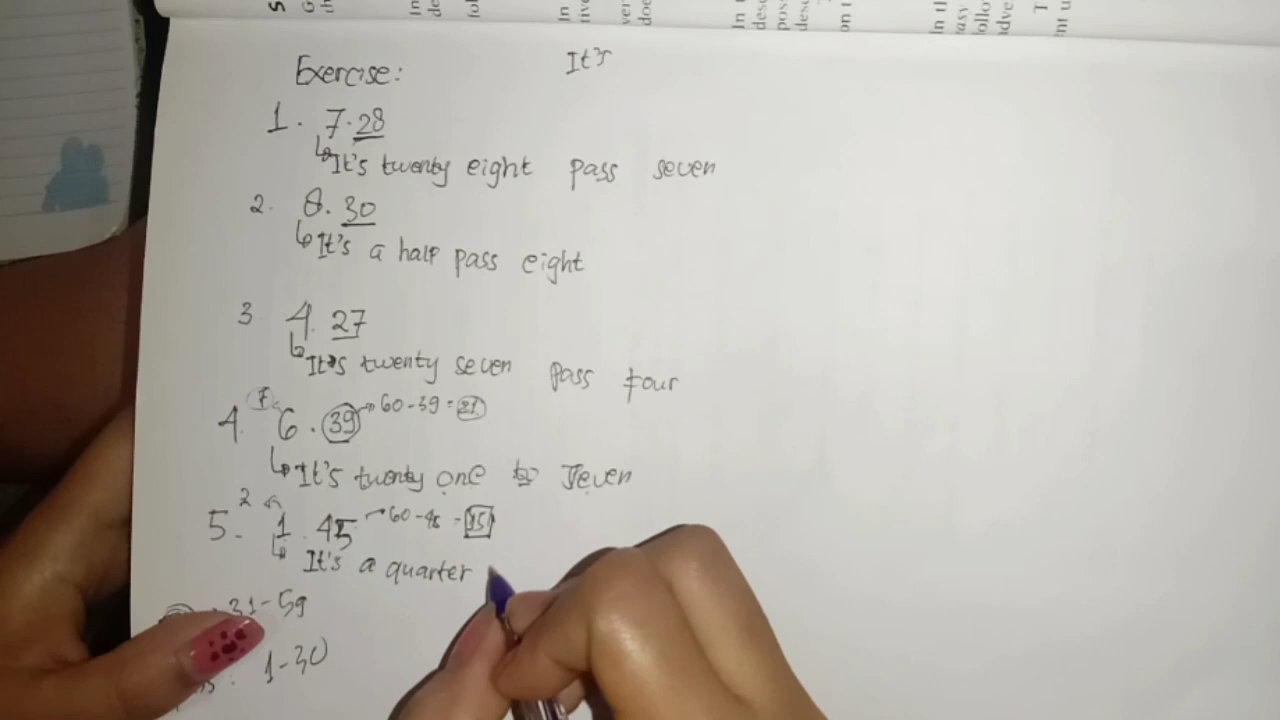 It's
Exercise:
1. 7.28
It's twenty eight pass seven
2. 8.30
It's a half pass eight
3 4.27
It's twenty seven pass four
7
4. 6.39 → 60-39 = 21
It's twenty one to seven
2
5. 1.45 → 60-45 = 15
It's a quarter
31-59
1-30